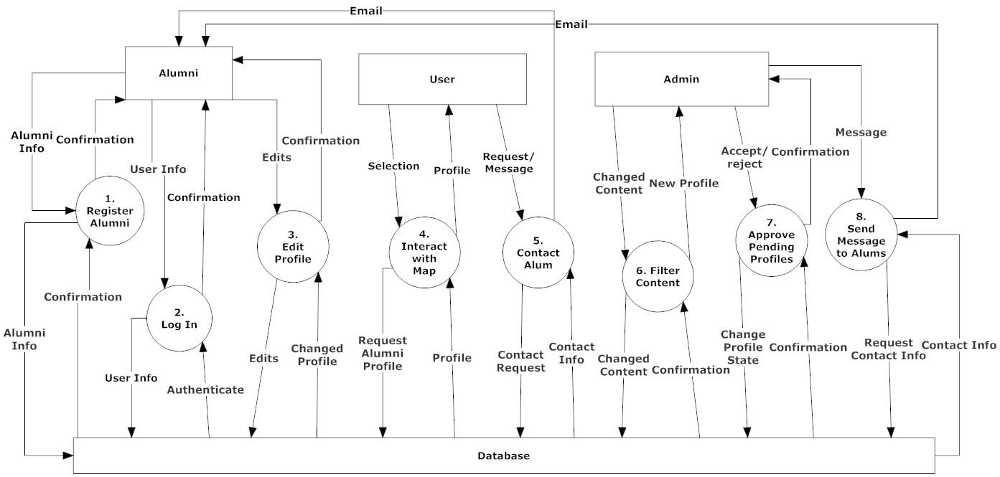 Email
Email
Alumni
User
Admin
Alumni
Info
Confirmation
User Info
Confirmation
Edits
Confirmation
Selection
Profile
Request/
Message
Changed
Content
New Profile
Accept/
reject
Confirmation
Message
1.
Register
Alumni
2.
Log In
3.
Edit
Profile
4.
Interact
with
Map
5.
Contact
Alum
6. Filter
Content
7.
Approve
Pending
Profiles
8.
Send
Message
to Alums
Alumni
Info
Confirmation
User Info
Authenticate
Edits
Changed
Profile
Request
Alumni
Profile
Profile
Contact
Request
Contact
Info
Changed
Content
Confirmation
Change
Profile
State
Confirmation
Request
Contact Info
Contact Info
Database